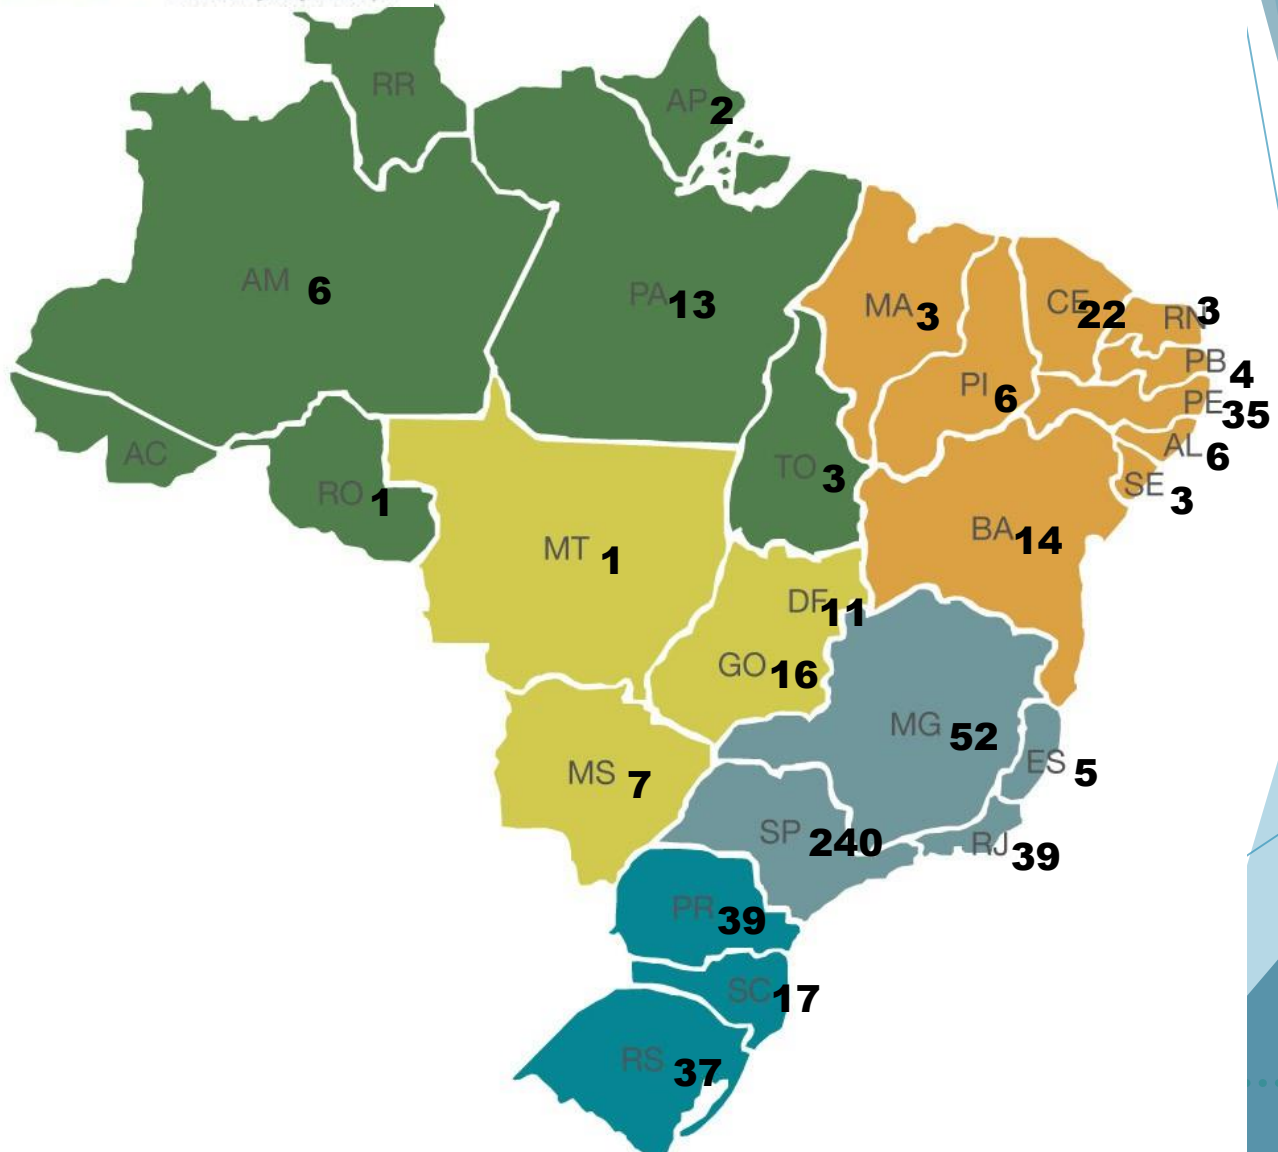 RR
AP 2
AM 6
PA 13
MA 3
CE 22
RN 3
PB 4
PI 6
PE 35
AL 6
AC
RO 1
TO 3
SE 3
BA 14
MT 1
DF 11
GO 16
MG 52
ES 5
MS 7
SP 240
RJ 39
PR 39
SC 17
RS 37